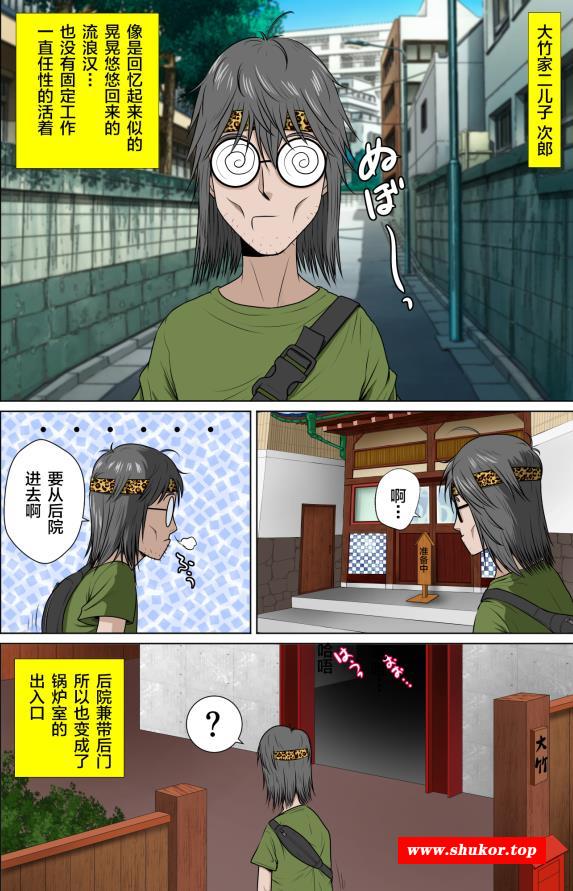 大竹家二儿子 次郎
像是回忆起来似的
晃晃悠悠回来的
流浪汉…
也没有固定工作
一直任性的活着
ぬぼーっ
啊…
准备中
要从后院
进去啊
后院兼带后门
所以也变成了
锅炉室的
出入口
?
哈唔
はっ
大竹
www.shukor.top